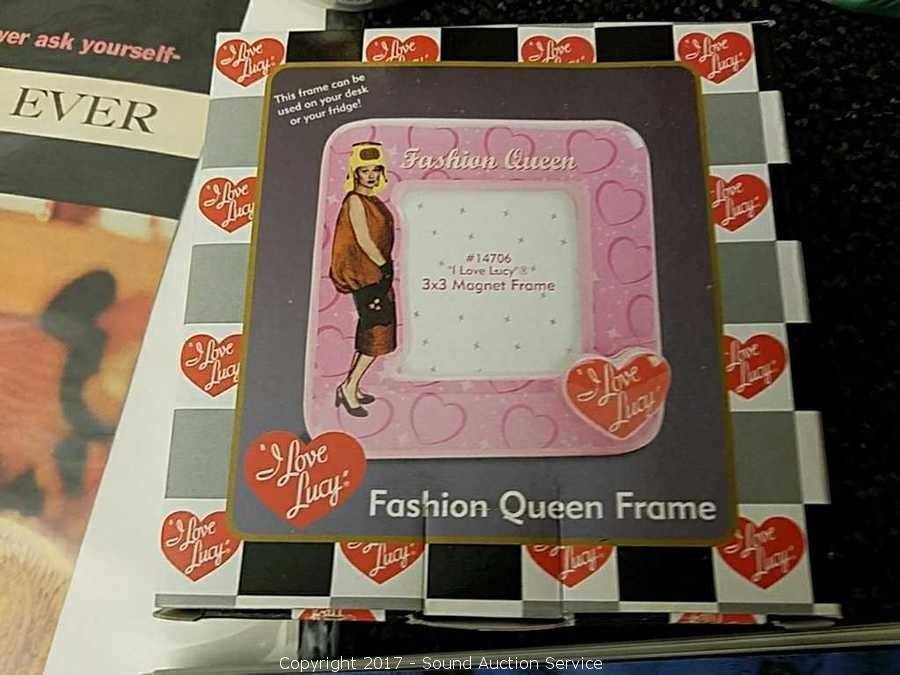 yer ask yourself-
EVER
"I Love Lucy"®
"I Love Lucy"®
"I Love Lucy"®
"I Love Lucy"®
This frame can be
used on your desk
or your fridge!
Fashion Queen
"I Love Lucy"®
"I Love Lucy"®
#14706
"I Love Lucy"®
3x3 Magnet Frame
"I Love Lucy"®
"I Love Lucy"®
"I Love Lucy"
"I Love Lucy"®
Fashion Queen Frame
"I Love Lucy"®
"I Love Lucy"®
"I Love Lucy"®
"I Love Lucy"®
Copyright 2017 - Sound Auction Service